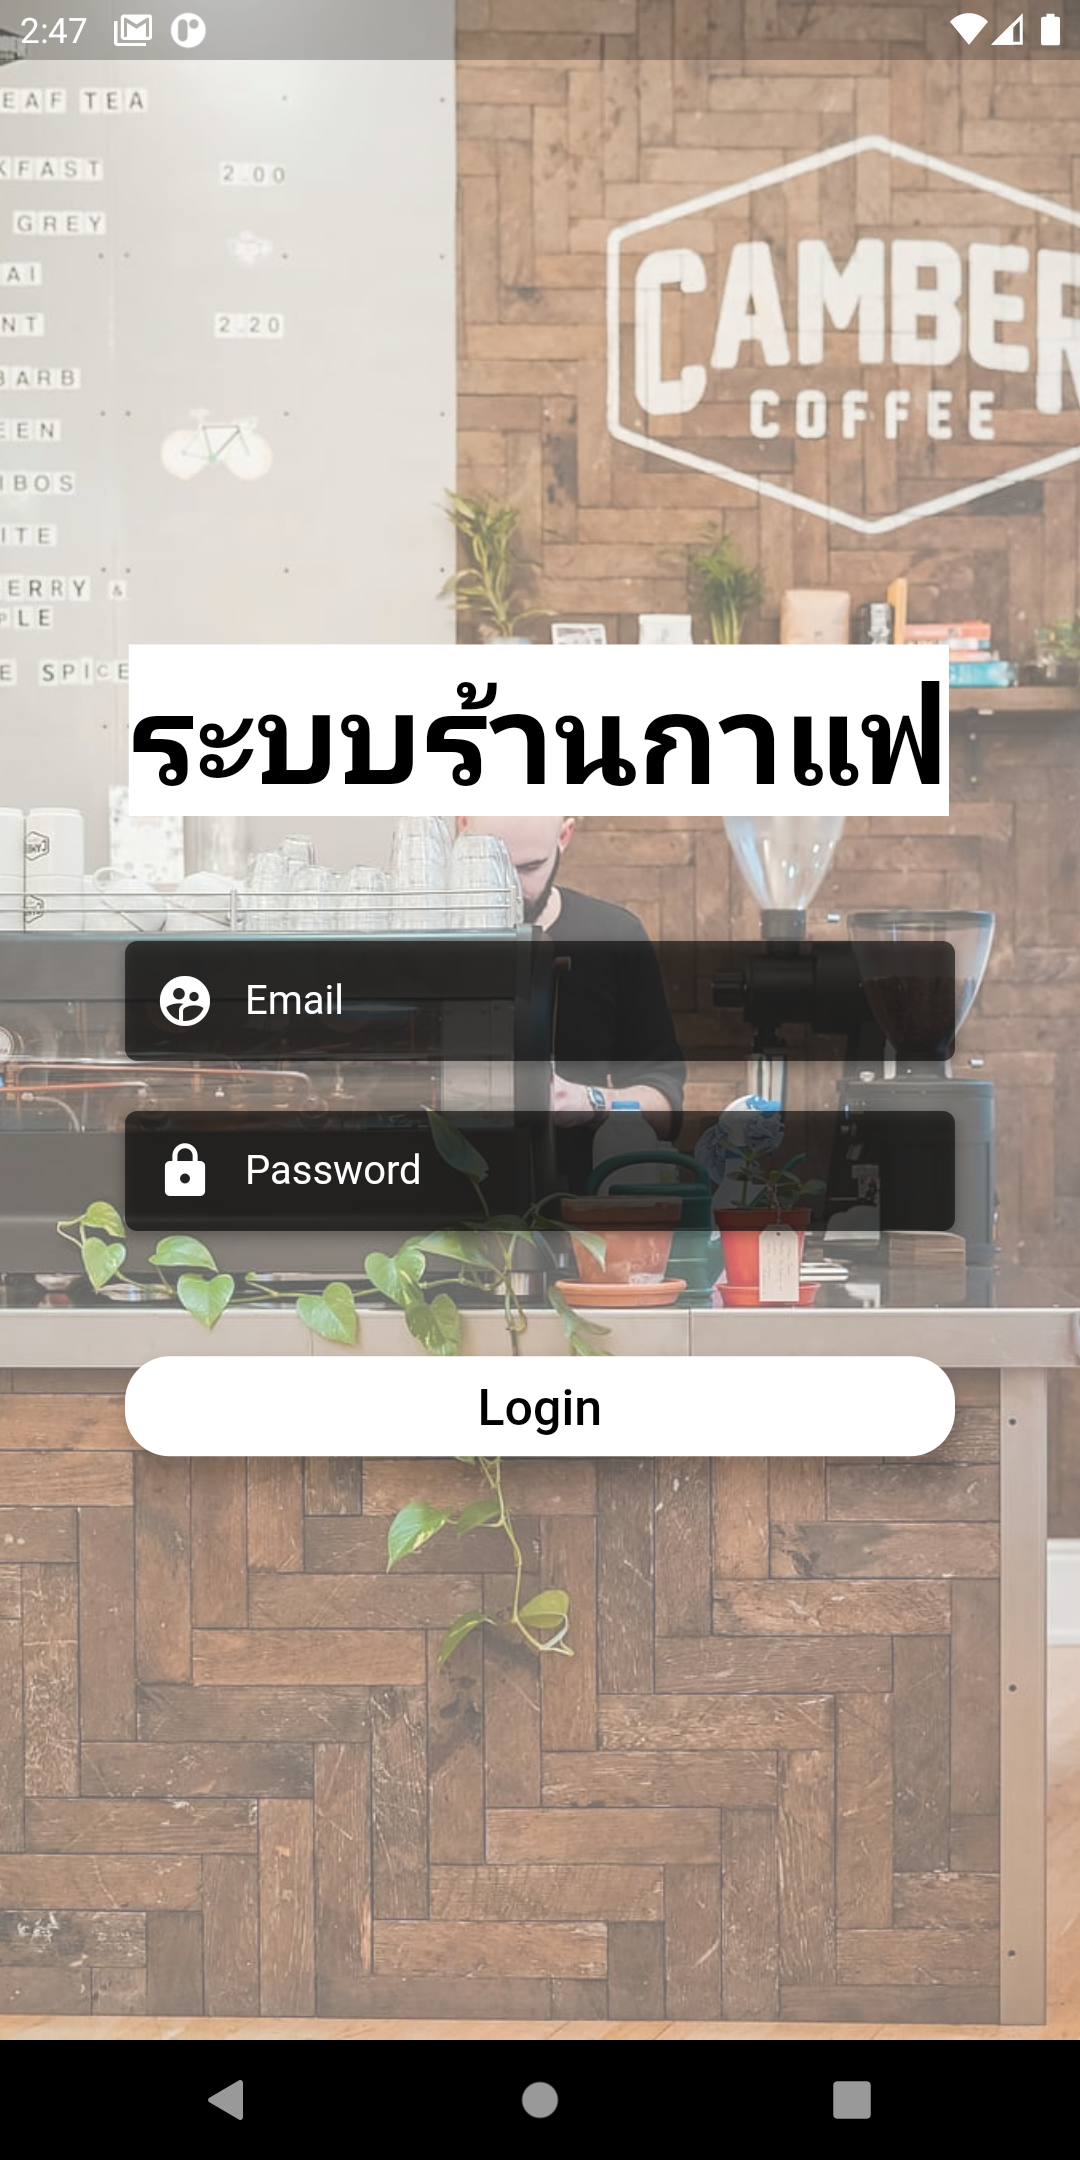 2:47
EAF TEA
KFAST 2.00
GREY
AI
NT 2.20
BARB
EEN
IBOS
ITE
ERRY &
PLE
E SPICE
CAMBER
COFFEE
ระบบร้านกาแฟ
Email
Password
Login